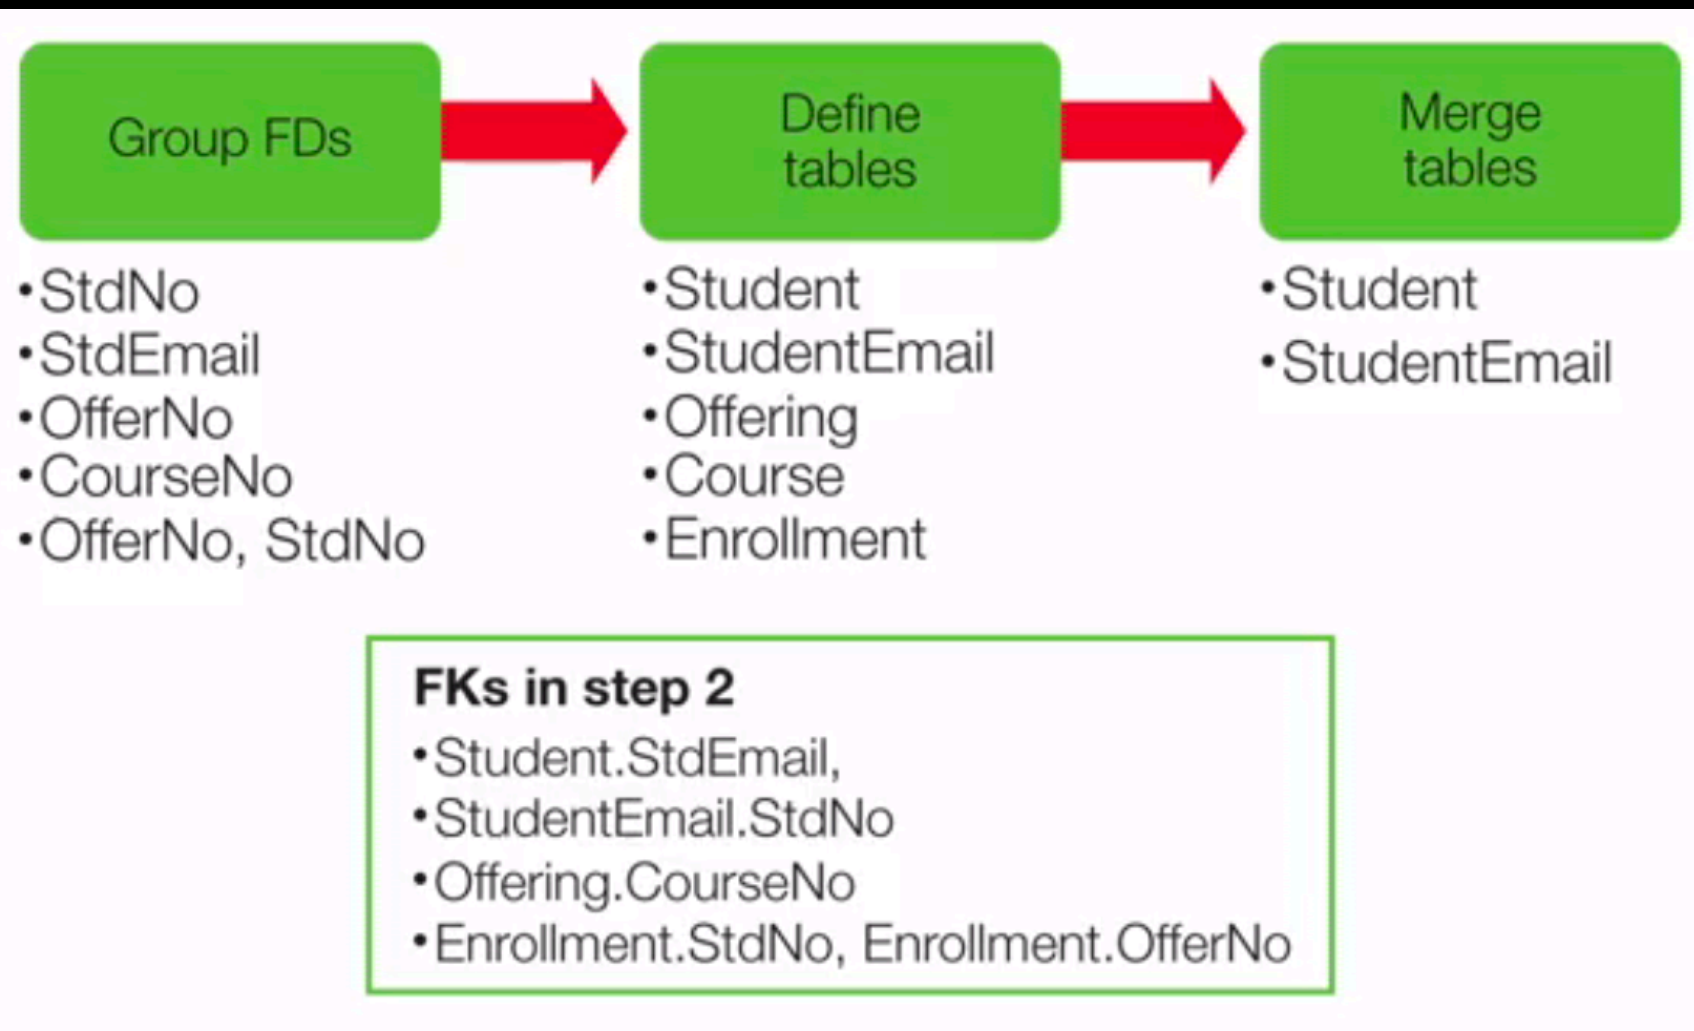 Group FDs
Define
tables
Merge
tables
•StdNo
•StdEmail
•OfferNo
•CourseNo
•OfferNo, StdNo
•Student
•StudentEmail
•Offering
•Course
•Enrollment
•Student
•StudentEmail
FKs in step 2
•Student.StdEmail,
•StudentEmail.StdNo
•Offering.CourseNo
•Enrollment.StdNo, Enrollment.OfferNo